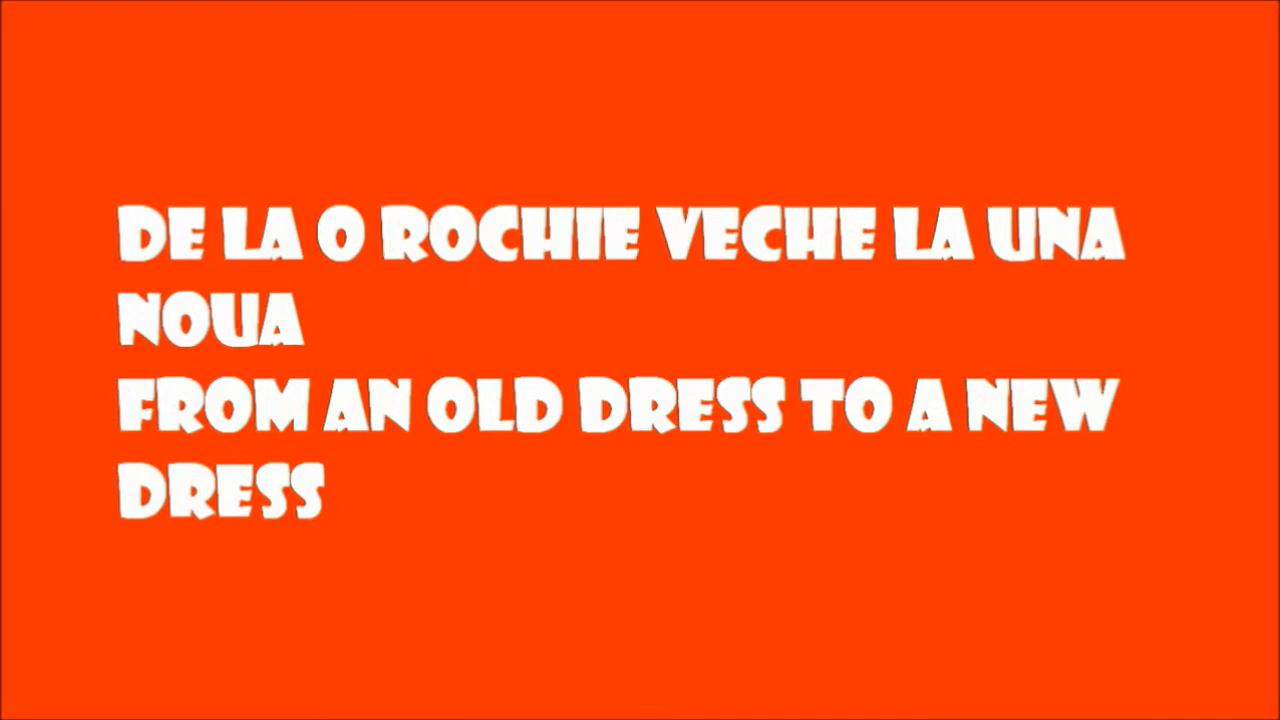 DE LA O ROCHIE VECHE LA UNA
NOUA
FROM AN OLD DRESS TO A NEW
DRESS